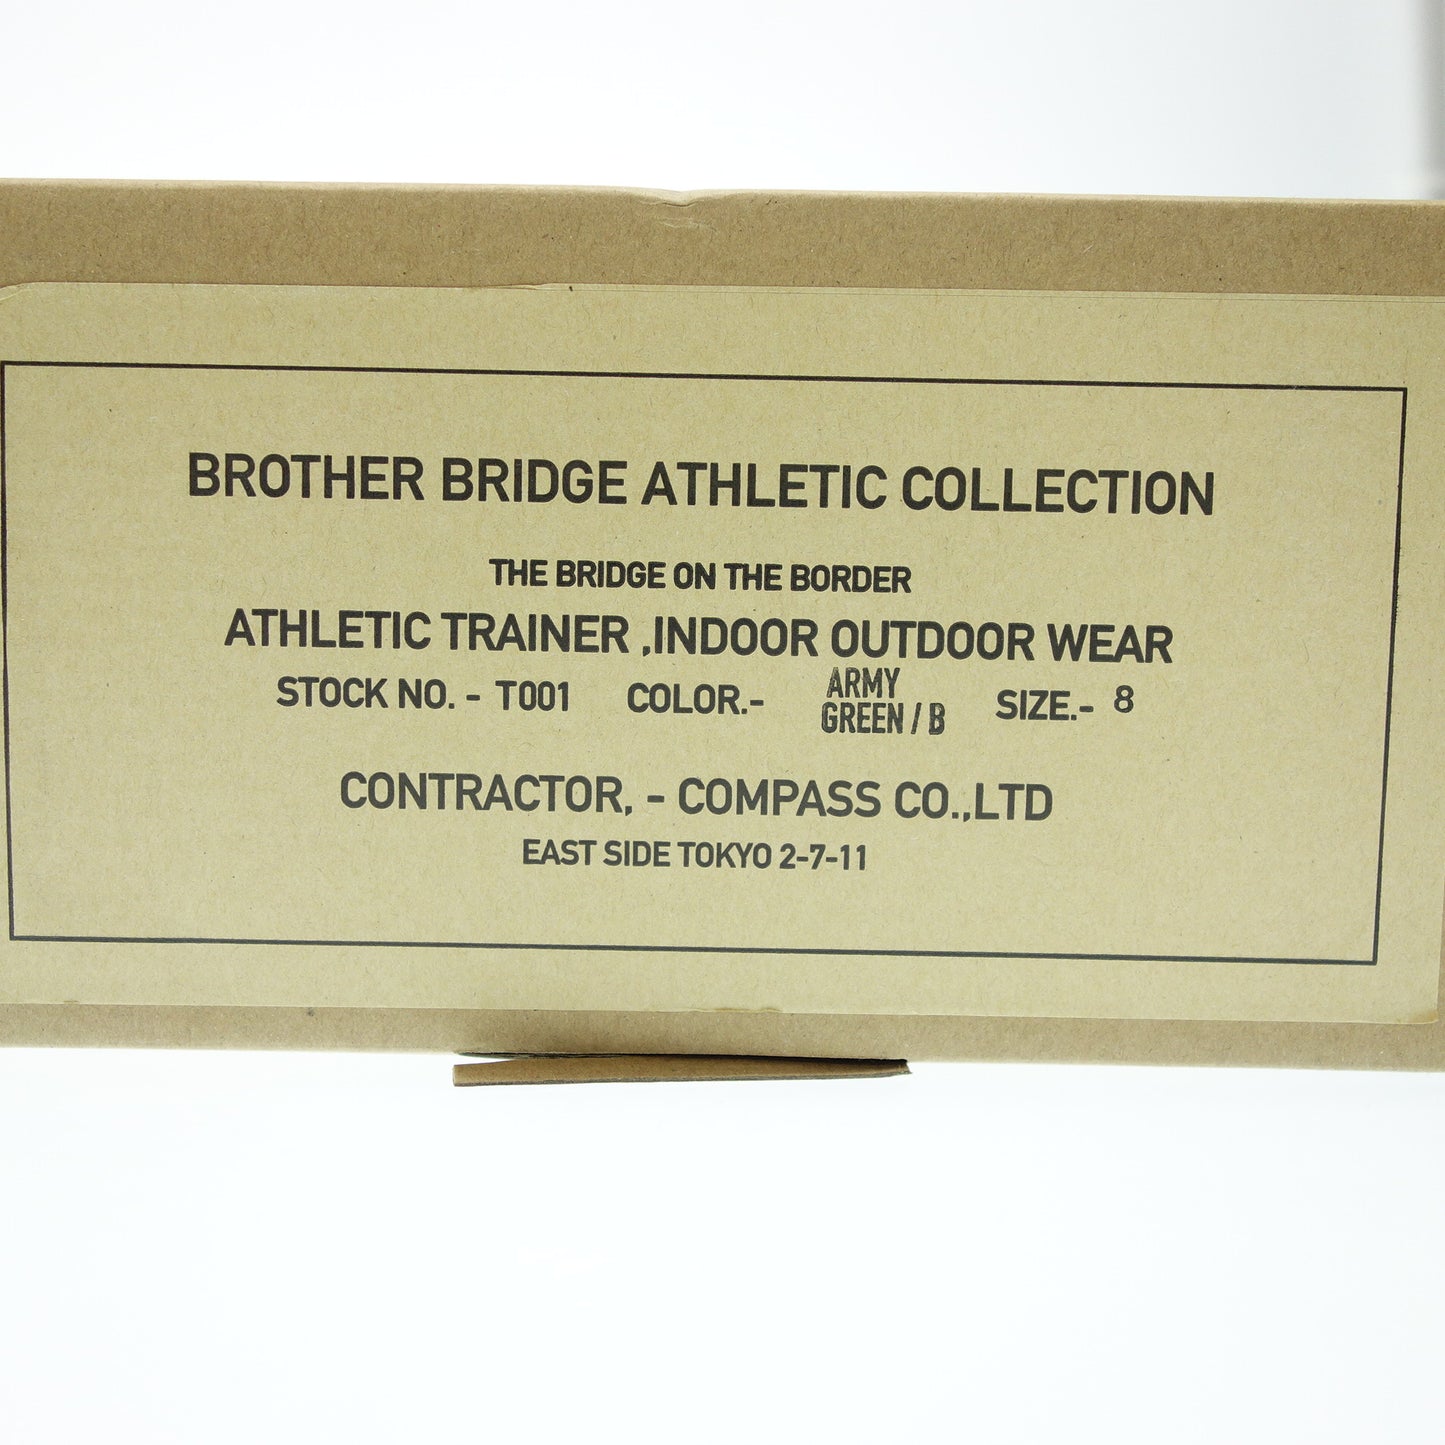 BROTHER BRIDGE ATHLETIC COLLECTION
THE BRIDGE ON THE BORDER
ATHLETIC TRAINER ,INDOOR OUTDOOR WEAR
STOCK NO. - T001 COLOR.- ARMY GREEN / B SIZE.- 8
CONTRACTOR, - COMPASS CO.,LTD
EAST SIDE TOKYO 2-7-11